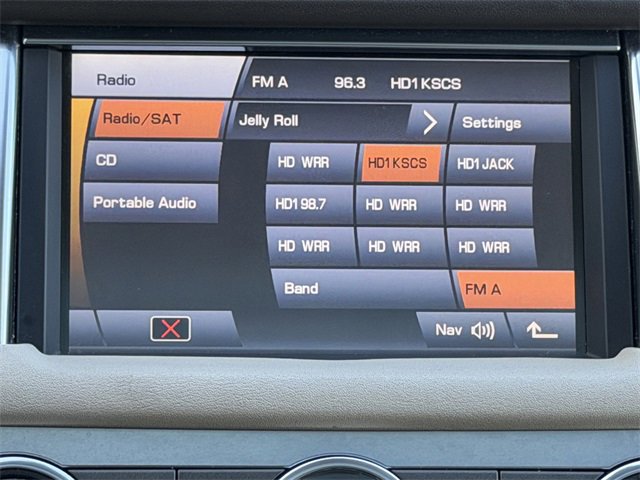 Radio FM A 96.3 HD1 KSCS
Radio/SAT Jelly Roll Settings
CD HD WRR HD1 KSCS HD1 JACK
Portable Audio HD1 98.7 HD WRR HD WRR
HD WRR HD WRR HD WRR
Band FM A
Nav